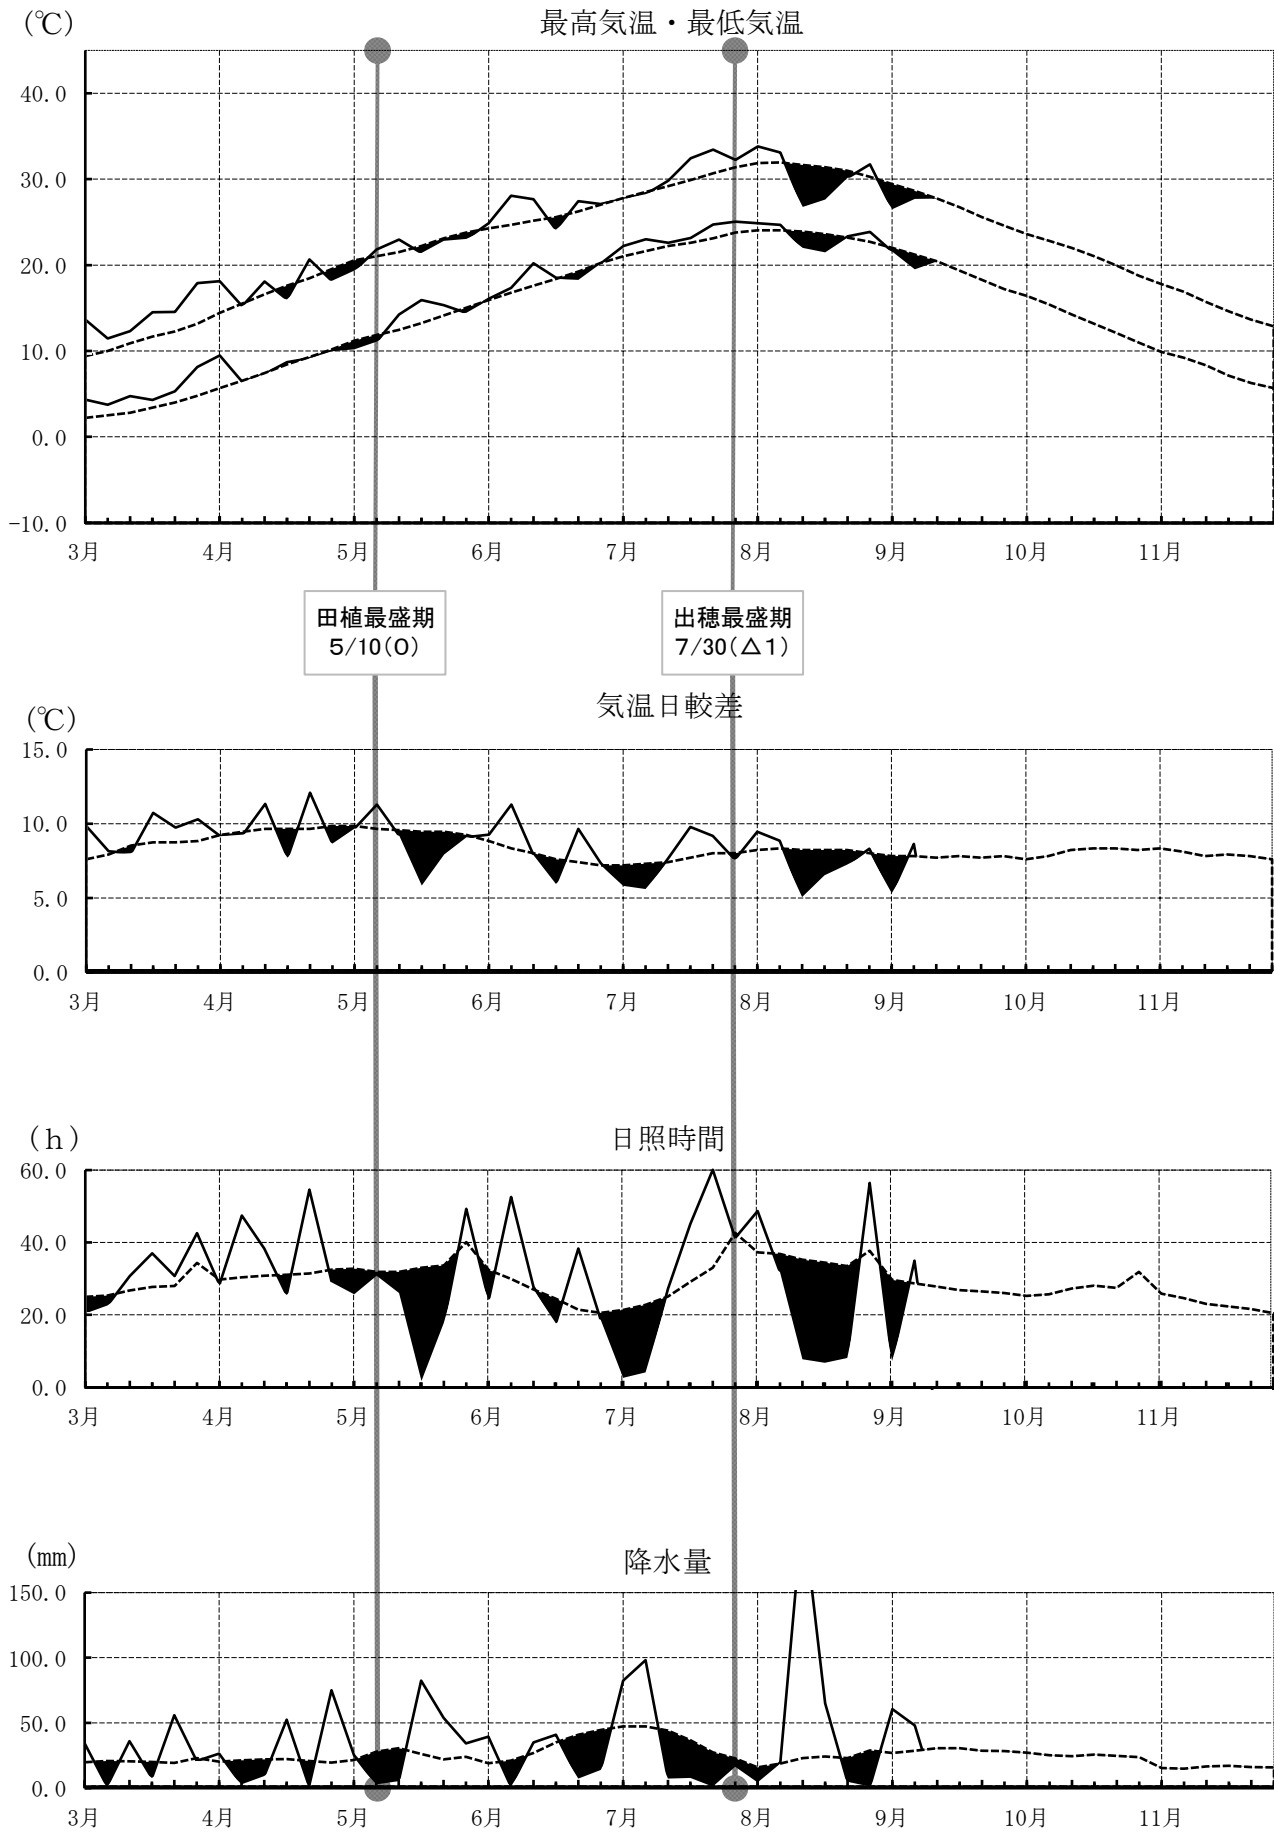 (℃)
最高気温・最低気温
40.0
30.0
20.0
10.0
0.0
-10.0
3月 4月 5月 6月 7月 8月 9月 10月 11月
田植最盛期
5/10(0)
出穂最盛期
7/30(△1)
(℃)
気温日較差
15.0
10.0
5.0
0.0
3月 4月 5月 6月 7月 8月 9月 10月 11月
(h)
日照時間
60.0
40.0
20.0
0.0
3月 4月 5月 6月 7月 8月 9月 10月 11月
(mm)
降水量
150.0
100.0
50.0
0.0
3月 4月 5月 6月 7月 8月 9月 10月 11月